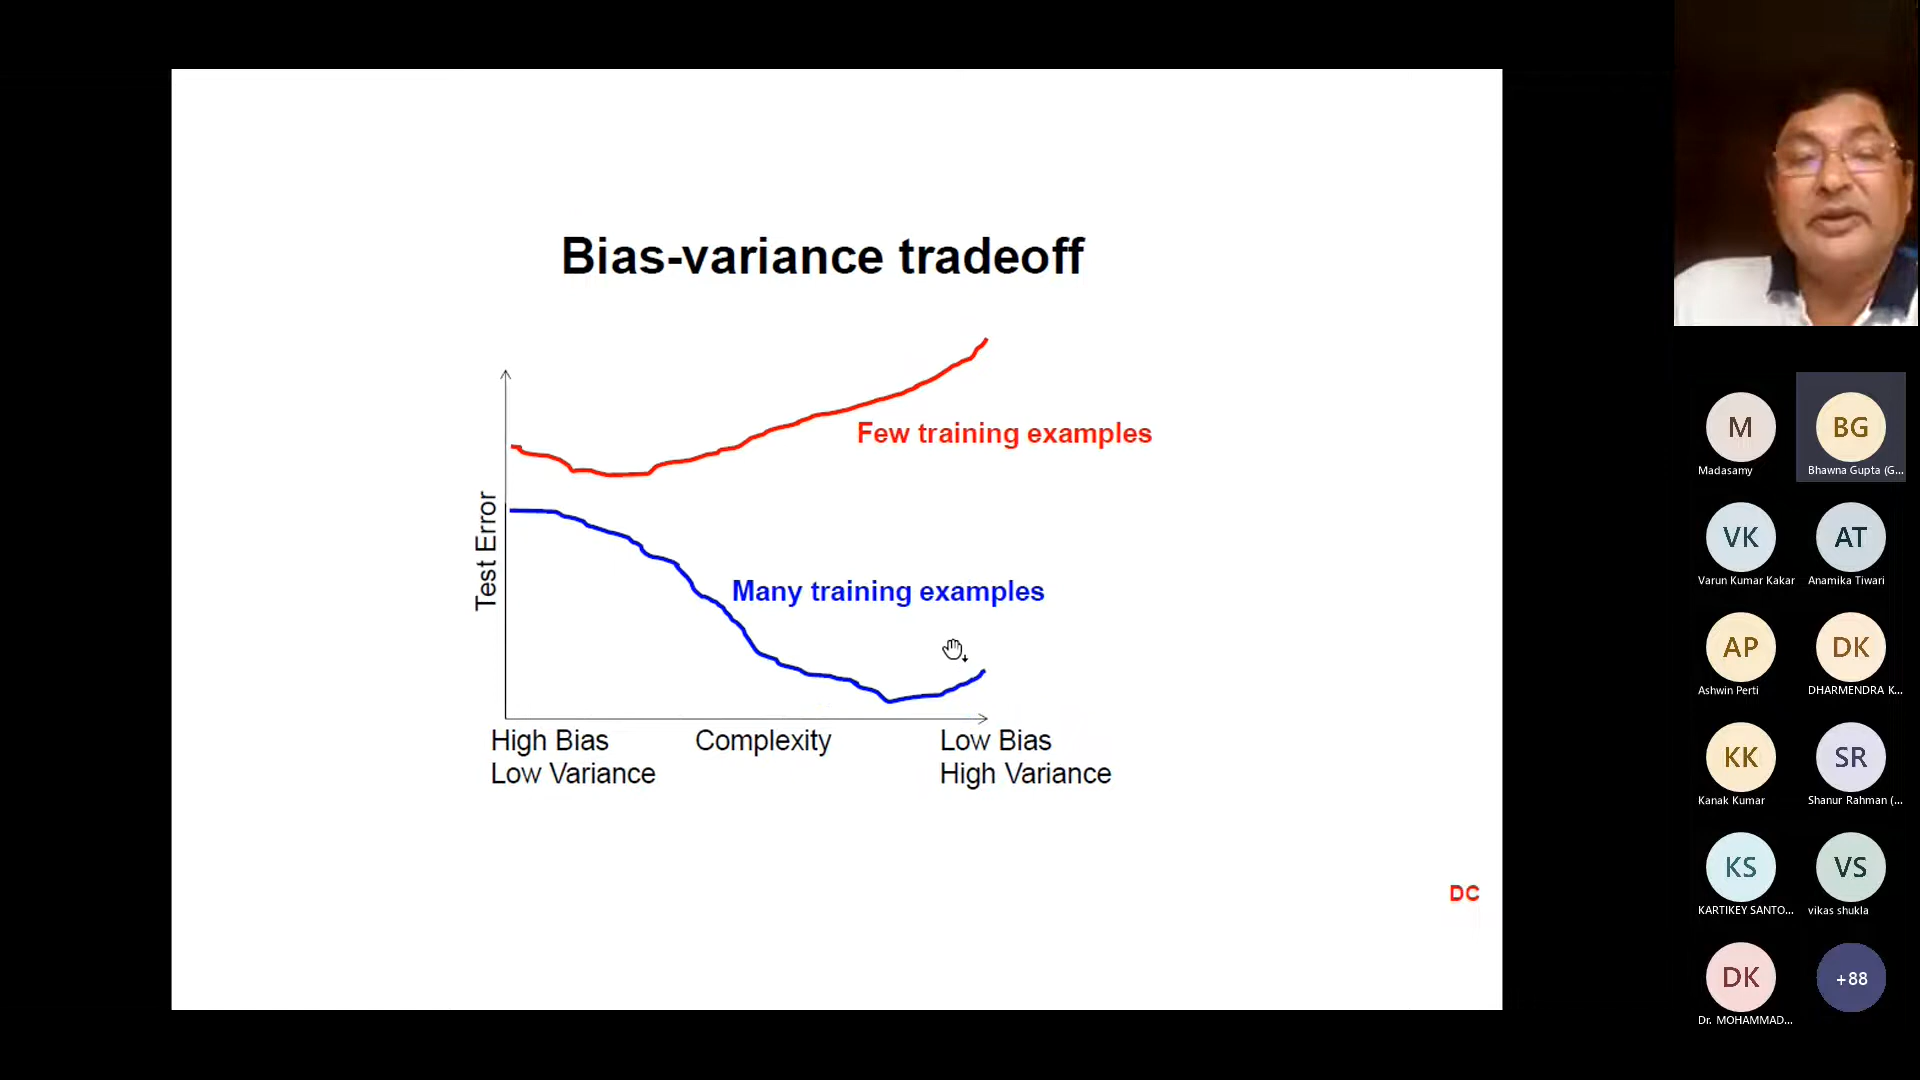 Bias-variance tradeoff
Few training examples
Test Error
Many training examples
High Bias
Low Variance
Complexity
Low Bias
High Variance
DC
M
Madasamy
BG
Bhawna Gupta (G...
VK
Varun Kumar Kakar
AT
Anamika Tiwari
AP
Ashwin Perti
DK
DHARMENDRA K...
KK
Kanak Kumar
SR
Shanur Rahman (...
KS
KARTIKEY SANTO...
VS
vikas shukla
DK
Dr. MOHAMMAD...
+88